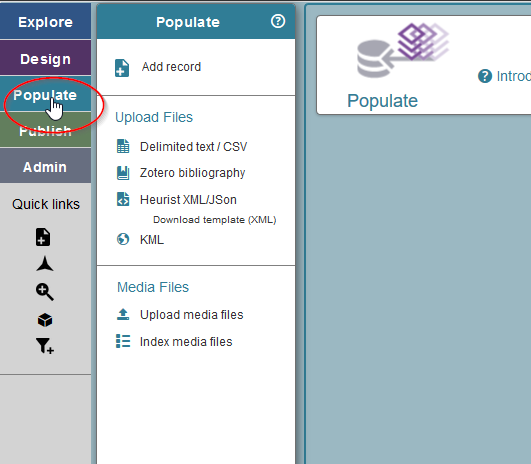 Explore
Design
Populate
Publish
Admin
Quick links
Populate
Add record
Upload Files
Delimited text / CSV
Zotero bibliography
Heurist XML/JSon
Download template (XML)
KML
Media Files
Upload media files
Index media files
Populate
Introd